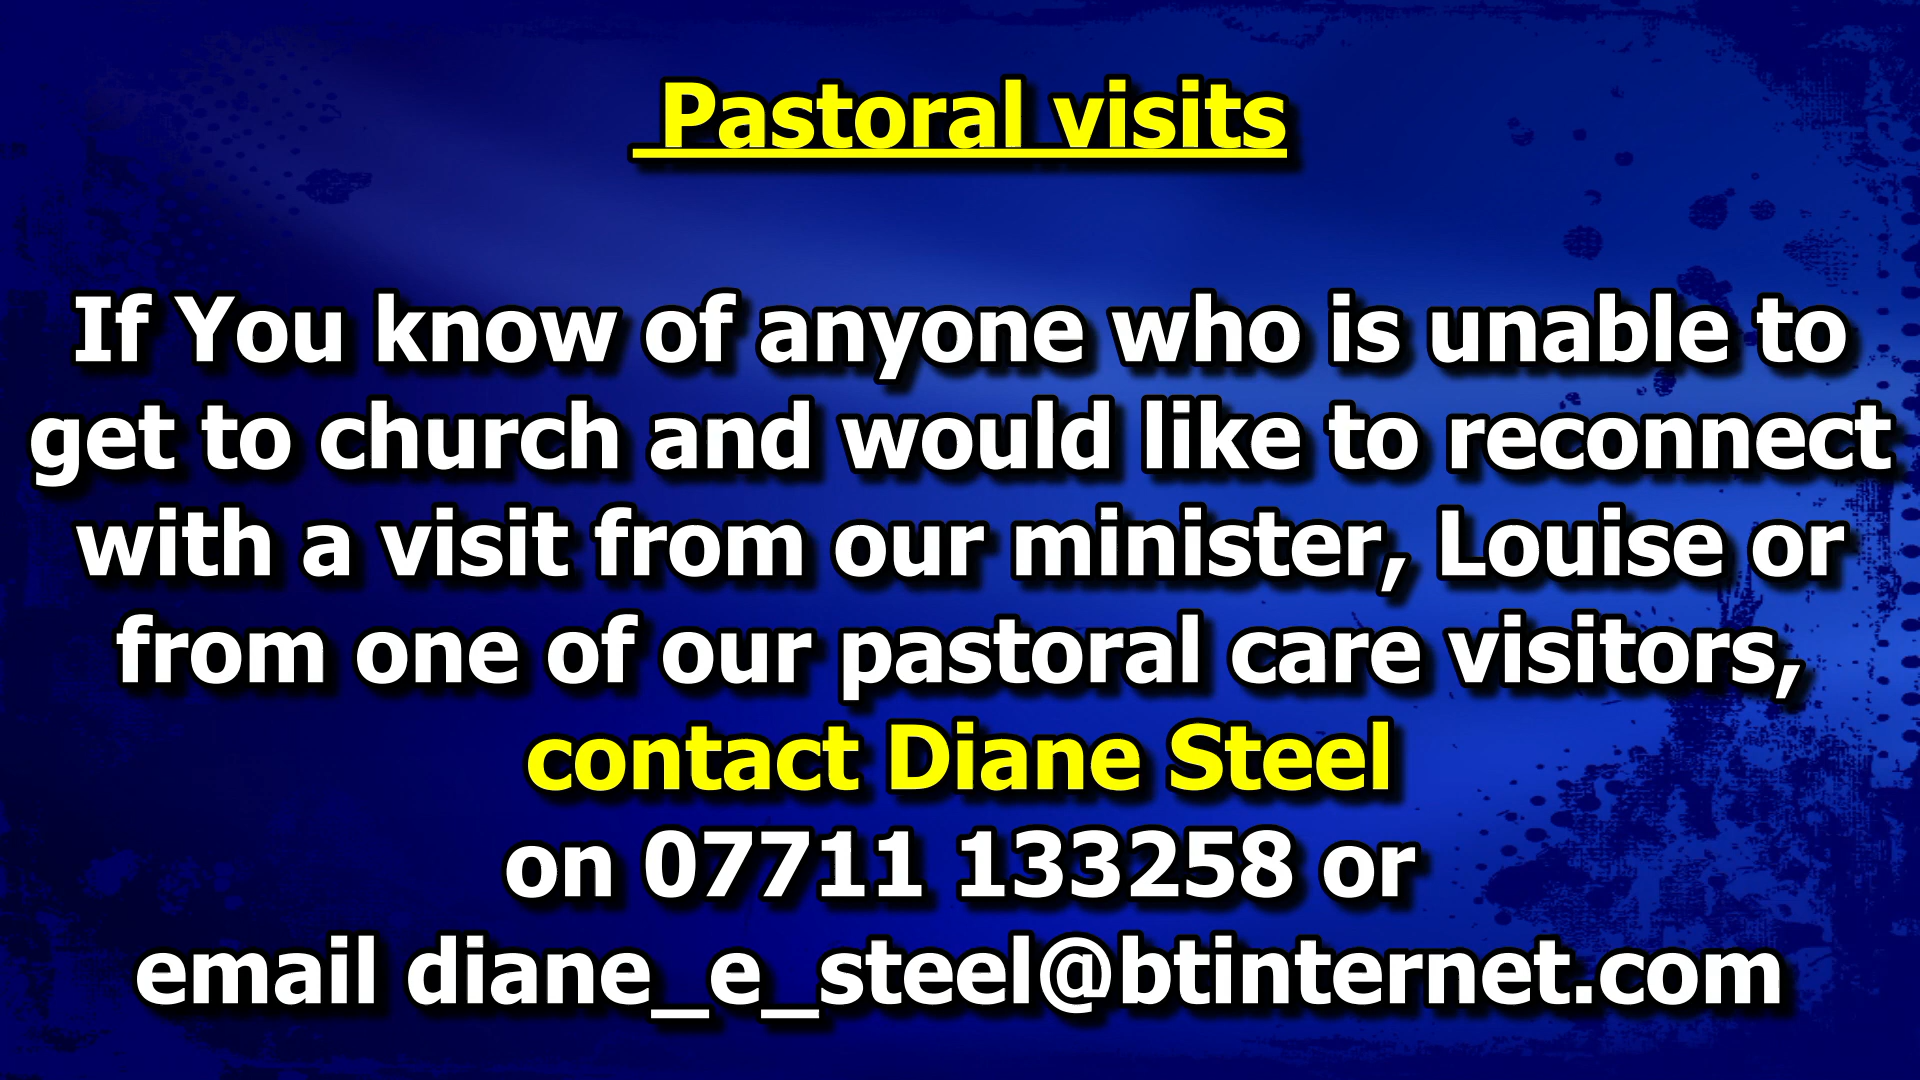 Pastoral visits
If You know of anyone who is unable to
get to church and would like to reconnect
with a visit from our minister, Louise or
from one of our pastoral care visitors,
contact Diane Steel
on 07711 133258 or
email diane_e_steel@btinternet.com